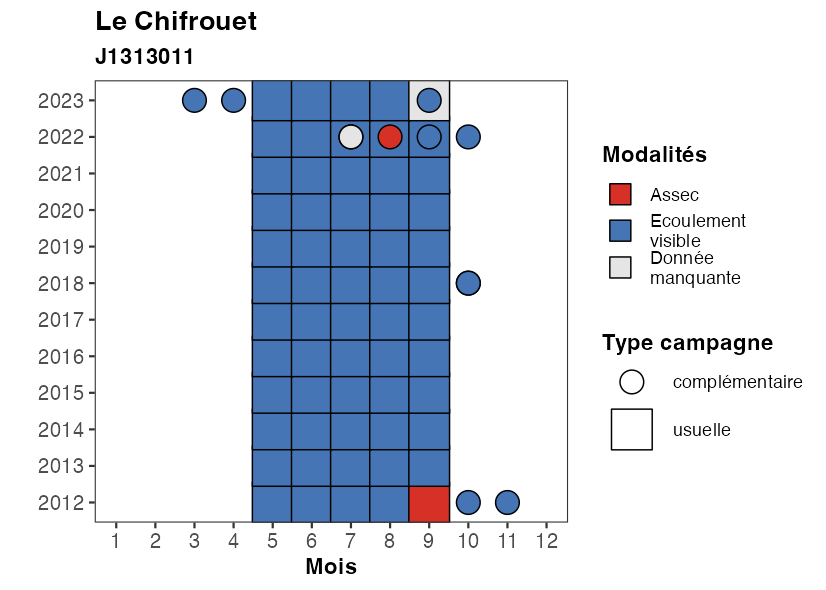 Le Chifrouet
J1313011
2023
2022
2021
2020
2019
2018
2017
2016
2015
2014
2013
2012
1 2 3 4 5 6 7 8 9 10 11 12
Mois
Modalités
Assec
Ecoulement
visible
Donnée
manquante
Type campagne
complémentaire
usuelle